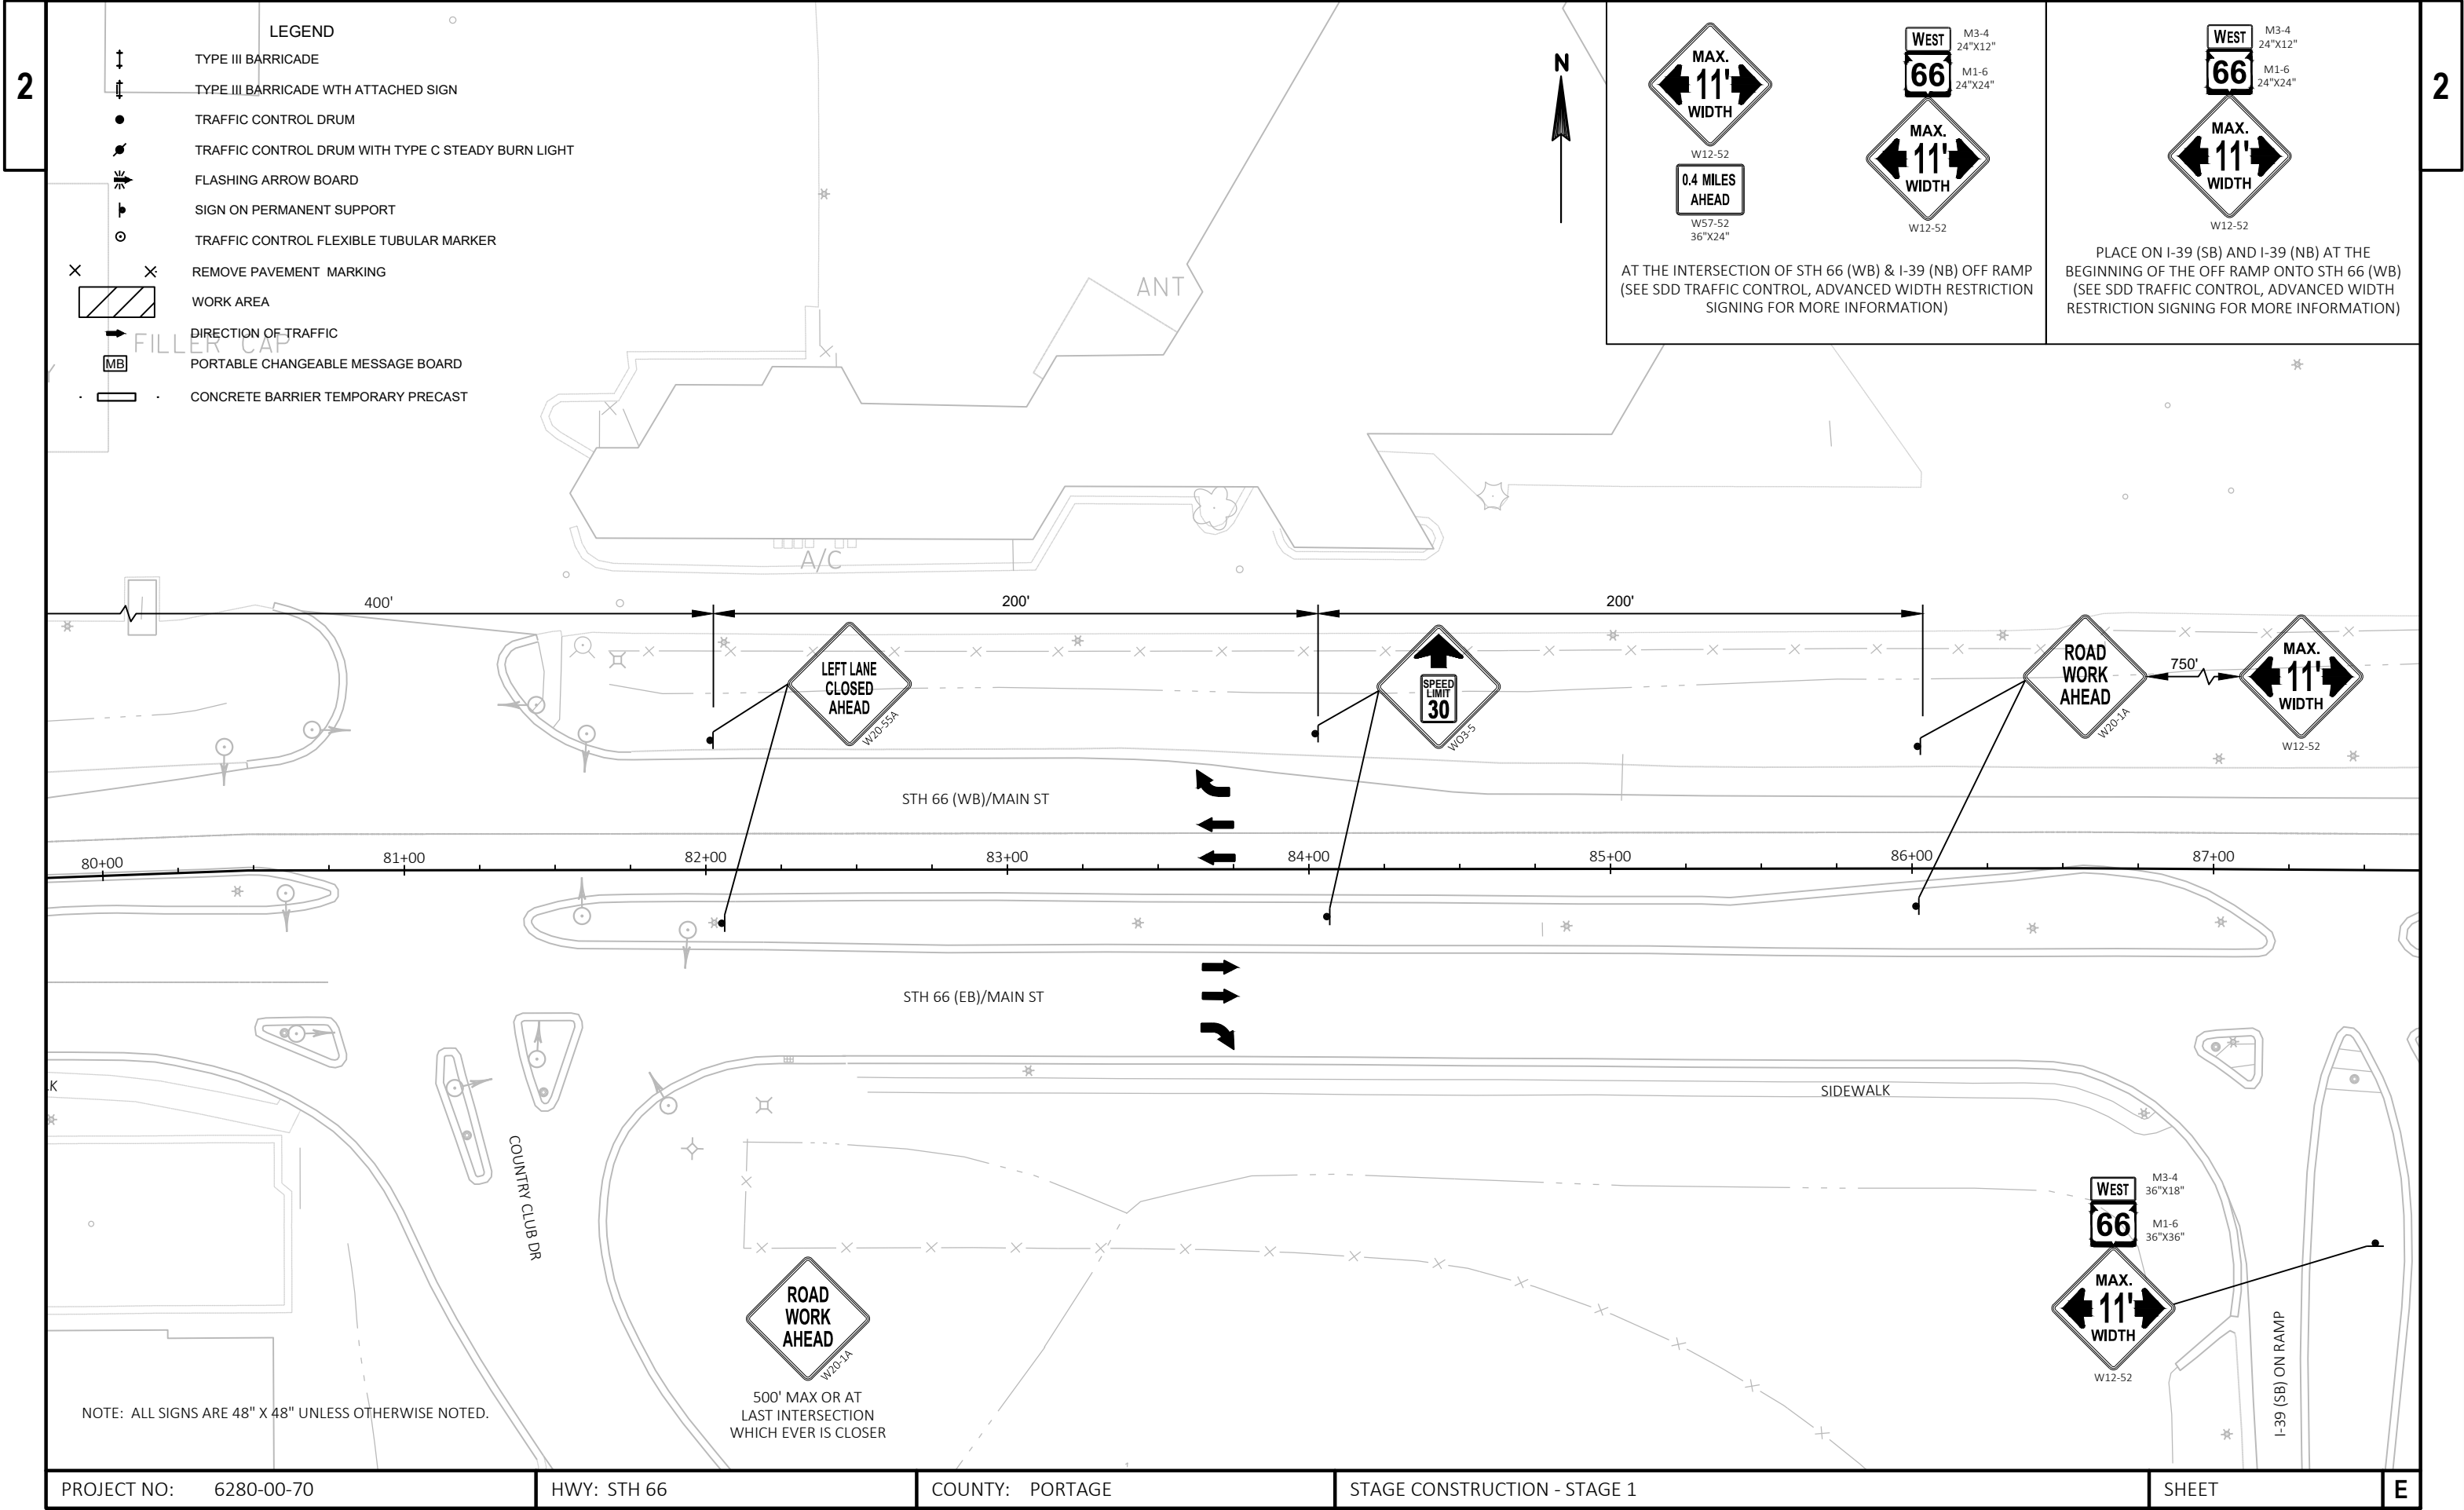 2
LEGEND
TYPE III BARRICADE
TYPE III BARRICADE WTH ATTACHED SIGN
TRAFFIC CONTROL DRUM
TRAFFIC CONTROL DRUM WITH TYPE C STEADY BURN LIGHT
FLASHING ARROW BOARD
SIGN ON PERMANENT SUPPORT
TRAFFIC CONTROL FLEXIBLE TUBULAR MARKER
REMOVE PAVEMENT MARKING
WORK AREA
DIRECTION OF TRAFFIC
FILLER CAP
MB
PORTABLE CHANGEABLE MESSAGE BOARD
CONCRETE BARRIER TEMPORARY PRECAST
N
MAX.
11'
WIDTH
W12-52
0.4 MILES
AHEAD
W57-52
36"X24"
WEST
M3-4
24"X12"
66
M1-6
24"X24"
MAX.
11'
WIDTH
W12-52
AT THE INTERSECTION OF STH 66 (WB) & I-39 (NB) OFF RAMP
(SEE SDD TRAFFIC CONTROL, ADVANCED WIDTH RESTRICTION
SIGNING FOR MORE INFORMATION)
WEST
M3-4
24"X12"
66
M1-6
24"X24"
MAX.
11'
WIDTH
W12-52
PLACE ON I-39 (SB) AND I-39 (NB) AT THE
BEGINNING OF THE OFF RAMP ONTO STH 66 (WB)
(SEE SDD TRAFFIC CONTROL, ADVANCED WIDTH
RESTRICTION SIGNING FOR MORE INFORMATION)
2
ANT
A/C
400'
200'
200'
LEFT LANE
CLOSED
AHEAD
W20-55A
SPEED
LIMIT
30
W03-5
ROAD
WORK
AHEAD
W20-1A
750'
MAX.
11'
WIDTH
W12-52
STH 66 (WB)/MAIN ST
80+00
81+00
82+00
83+00
84+00
85+00
86+00
87+00
STH 66 (EB)/MAIN ST
LK
SIDEWALK
COUNTRY CLUB DR
WEST
M3-4
36"X18"
66
M1-6
36"X36"
MAX.
11'
WIDTH
W12-52
I-39 (SB) ON RAMP
ROAD
WORK
AHEAD
W20-1A
500' MAX OR AT
LAST INTERSECTION
WHICH EVER IS CLOSER
NOTE: ALL SIGNS ARE 48" X 48" UNLESS OTHERWISE NOTED.
PROJECT NO: 6280-00-70
HWY: STH 66
COUNTY: PORTAGE
STAGE CONSTRUCTION - STAGE 1
SHEET
E